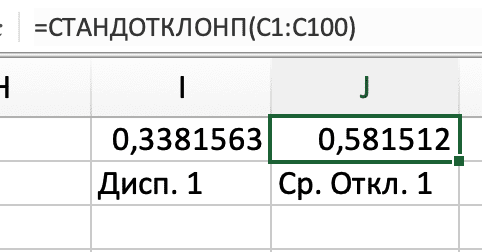 =СТАНДОТКЛОНП(C1:C100)
I J
0,3381563 0,581512
Дисп. 1 Ср. Откл. 1